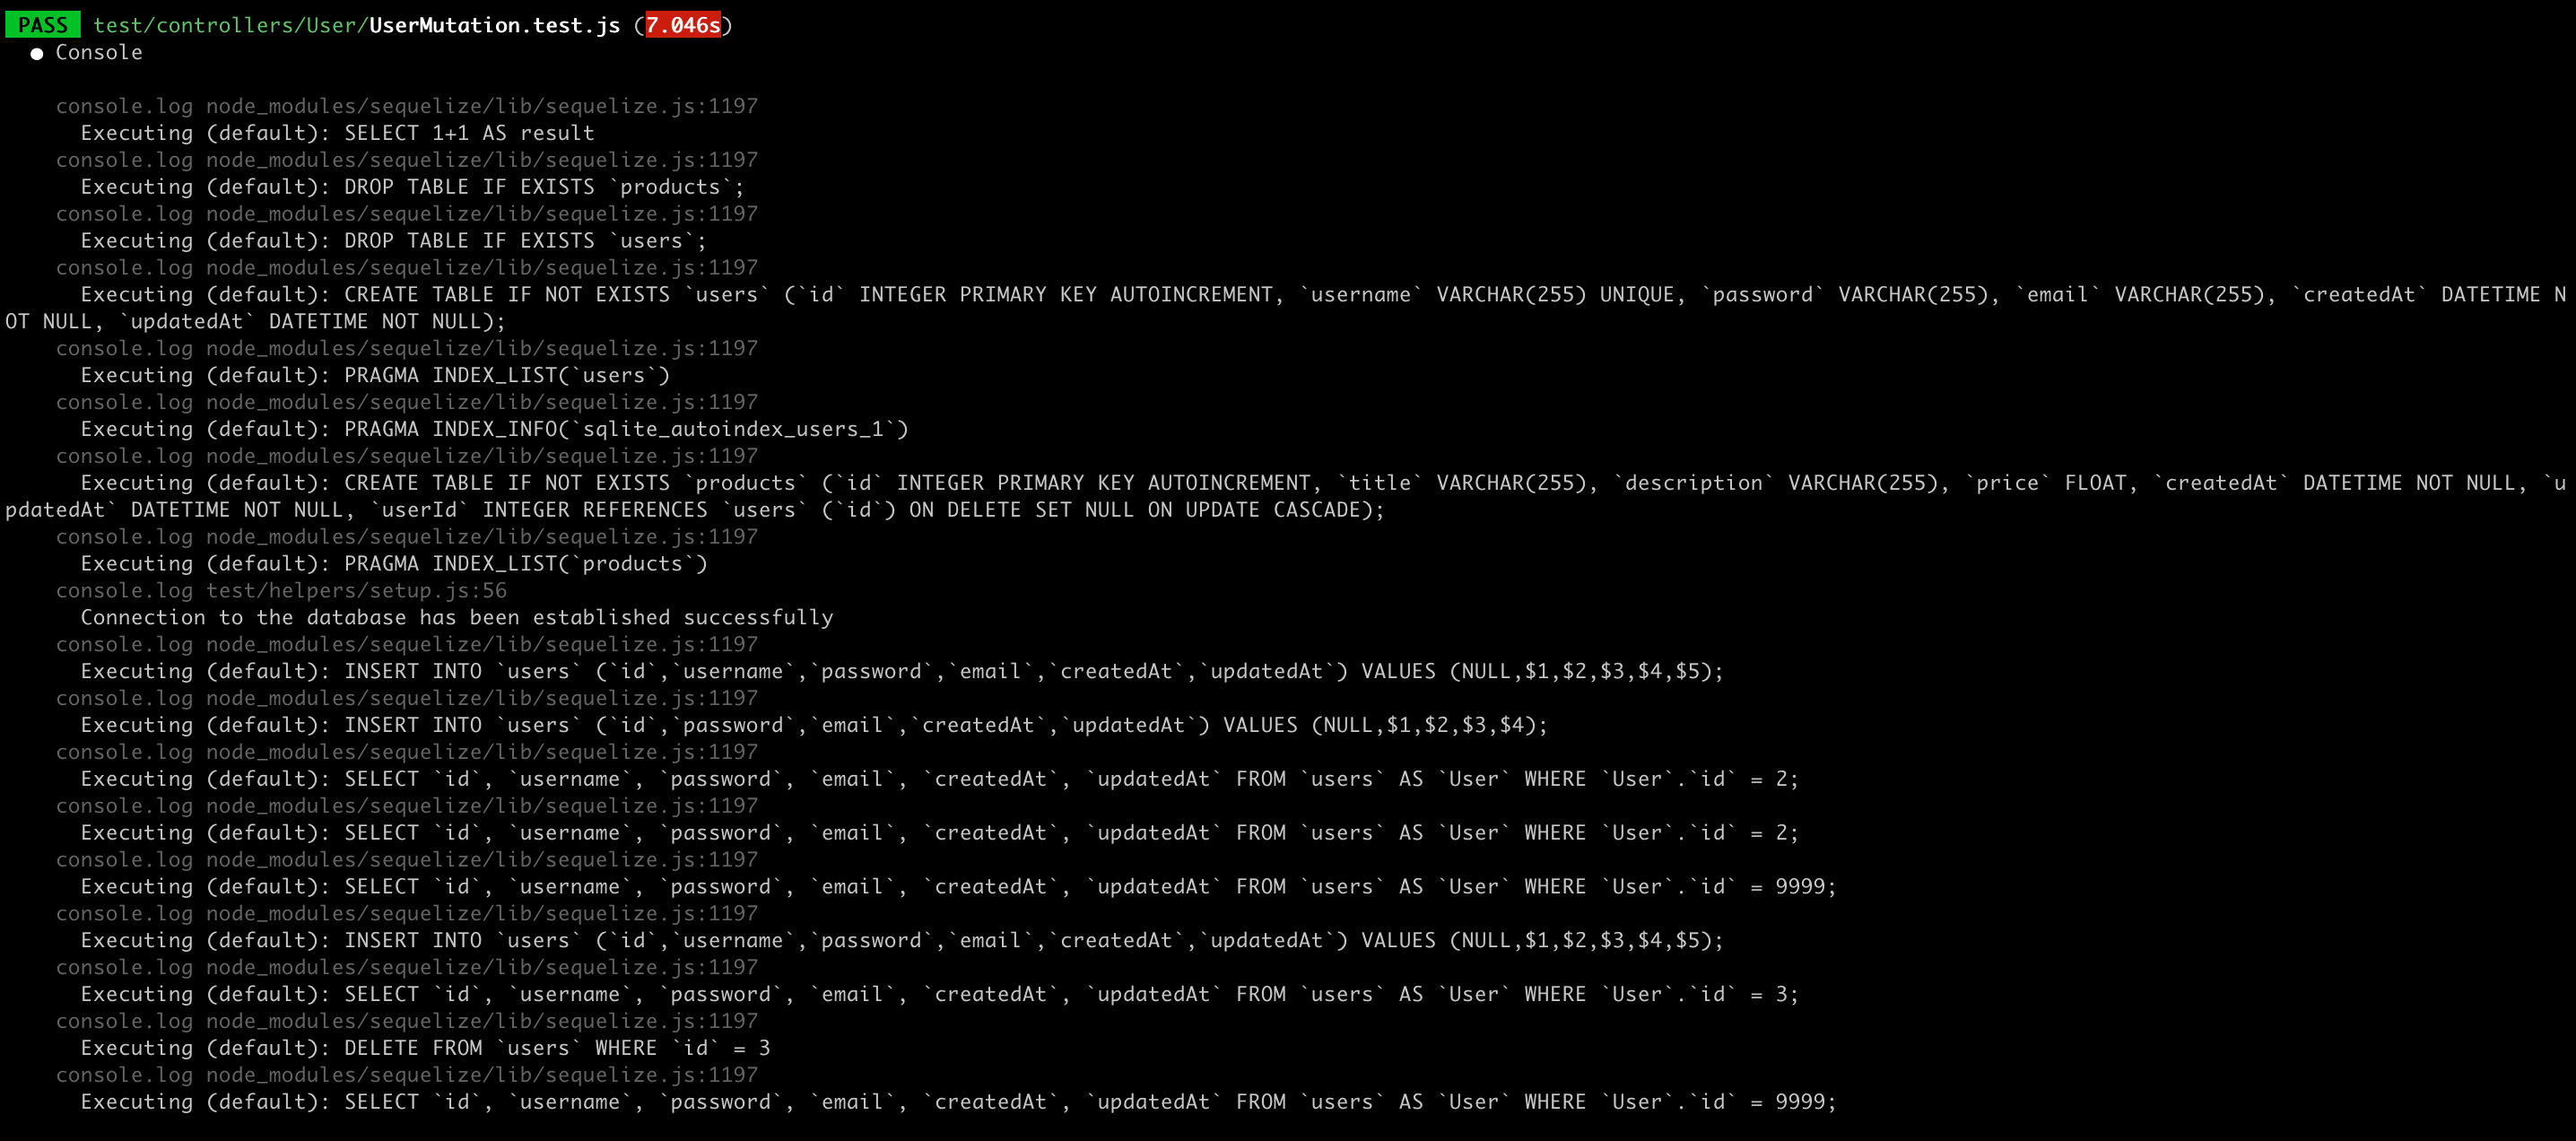 PASS test/controllers/User/UserMutation.test.js (7.046s)
● Console
console.log node_modules/sequelize/lib/sequelize.js:1197
Executing (default): SELECT 1+1 AS result
console.log node_modules/sequelize/lib/sequelize.js:1197
Executing (default): DROP TABLE IF EXISTS `products`;
console.log node_modules/sequelize/lib/sequelize.js:1197
Executing (default): DROP TABLE IF EXISTS `users`;
console.log node_modules/sequelize/lib/sequelize.js:1197
Executing (default): CREATE TABLE IF NOT EXISTS `users` (`id` INTEGER PRIMARY KEY AUTOINCREMENT, `username` VARCHAR(255) UNIQUE, `password` VARCHAR(255), `email` VARCHAR(255), `createdAt` DATETIME N
OT NULL, `updatedAt` DATETIME NOT NULL);
console.log node_modules/sequelize/lib/sequelize.js:1197
Executing (default): PRAGMA INDEX_LIST(`users`)
console.log node_modules/sequelize/lib/sequelize.js:1197
Executing (default): PRAGMA INDEX_INFO(`sqlite_autoindex_users_1`)
console.log node_modules/sequelize/lib/sequelize.js:1197
Executing (default): CREATE TABLE IF NOT EXISTS `products` (`id` INTEGER PRIMARY KEY AUTOINCREMENT, `title` VARCHAR(255), `description` VARCHAR(255), `price` FLOAT, `createdAt` DATETIME NOT NULL, `u
pdatedAt` DATETIME NOT NULL, `userId` INTEGER REFERENCES `users` (`id`) ON DELETE SET NULL ON UPDATE CASCADE);
console.log node_modules/sequelize/lib/sequelize.js:1197
Executing (default): PRAGMA INDEX_LIST(`products`)
console.log test/helpers/setup.js:56
Connection to the database has been established successfully
console.log node_modules/sequelize/lib/sequelize.js:1197
Executing (default): INSERT INTO `users` (`id`,`username`,`password`,`email`,`createdAt`,`updatedAt`) VALUES (NULL,$1,$2,$3,$4,$5);
console.log node_modules/sequelize/lib/sequelize.js:1197
Executing (default): INSERT INTO `users` (`id`,`password`,`email`,`createdAt`,`updatedAt`) VALUES (NULL,$1,$2,$3,$4);
console.log node_modules/sequelize/lib/sequelize.js:1197
Executing (default): SELECT `id`, `username`, `password`, `email`, `createdAt`, `updatedAt` FROM `users` AS `User` WHERE `User`.`id` = 2;
console.log node_modules/sequelize/lib/sequelize.js:1197
Executing (default): SELECT `id`, `username`, `password`, `email`, `createdAt`, `updatedAt` FROM `users` AS `User` WHERE `User`.`id` = 2;
console.log node_modules/sequelize/lib/sequelize.js:1197
Executing (default): SELECT `id`, `username`, `password`, `email`, `createdAt`, `updatedAt` FROM `users` AS `User` WHERE `User`.`id` = 9999;
console.log node_modules/sequelize/lib/sequelize.js:1197
Executing (default): INSERT INTO `users` (`id`,`username`,`password`,`email`,`createdAt`,`updatedAt`) VALUES (NULL,$1,$2,$3,$4,$5);
console.log node_modules/sequelize/lib/sequelize.js:1197
Executing (default): SELECT `id`, `username`, `password`, `email`, `createdAt`, `updatedAt` FROM `users` AS `User` WHERE `User`.`id` = 3;
console.log node_modules/sequelize/lib/sequelize.js:1197
Executing (default): DELETE FROM `users` WHERE `id` = 3
console.log node_modules/sequelize/lib/sequelize.js:1197
Executing (default): SELECT `id`, `username`, `password`, `email`, `createdAt`, `updatedAt` FROM `users` AS `User` WHERE `User`.`id` = 9999;